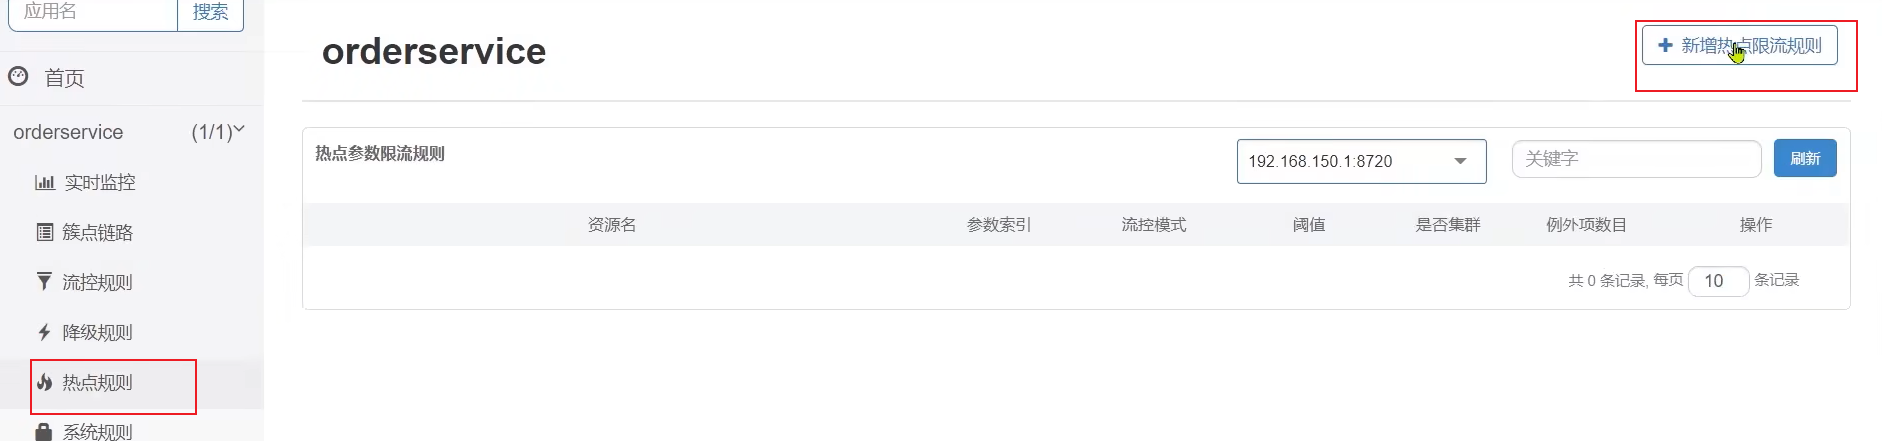 应用名 搜索
首页
orderservice (1/1)
实时监控
簇点链路
流控规则
降级规则
热点规则
系统规则
orderservice
新增热点限流规则
热点参数限流规则 192.168.150.1:8720 关键字 刷新
资源名 参数索引 流控模式 阈值 是否集群 例外项数目 操作
共 0 条记录, 每页 10 条记录